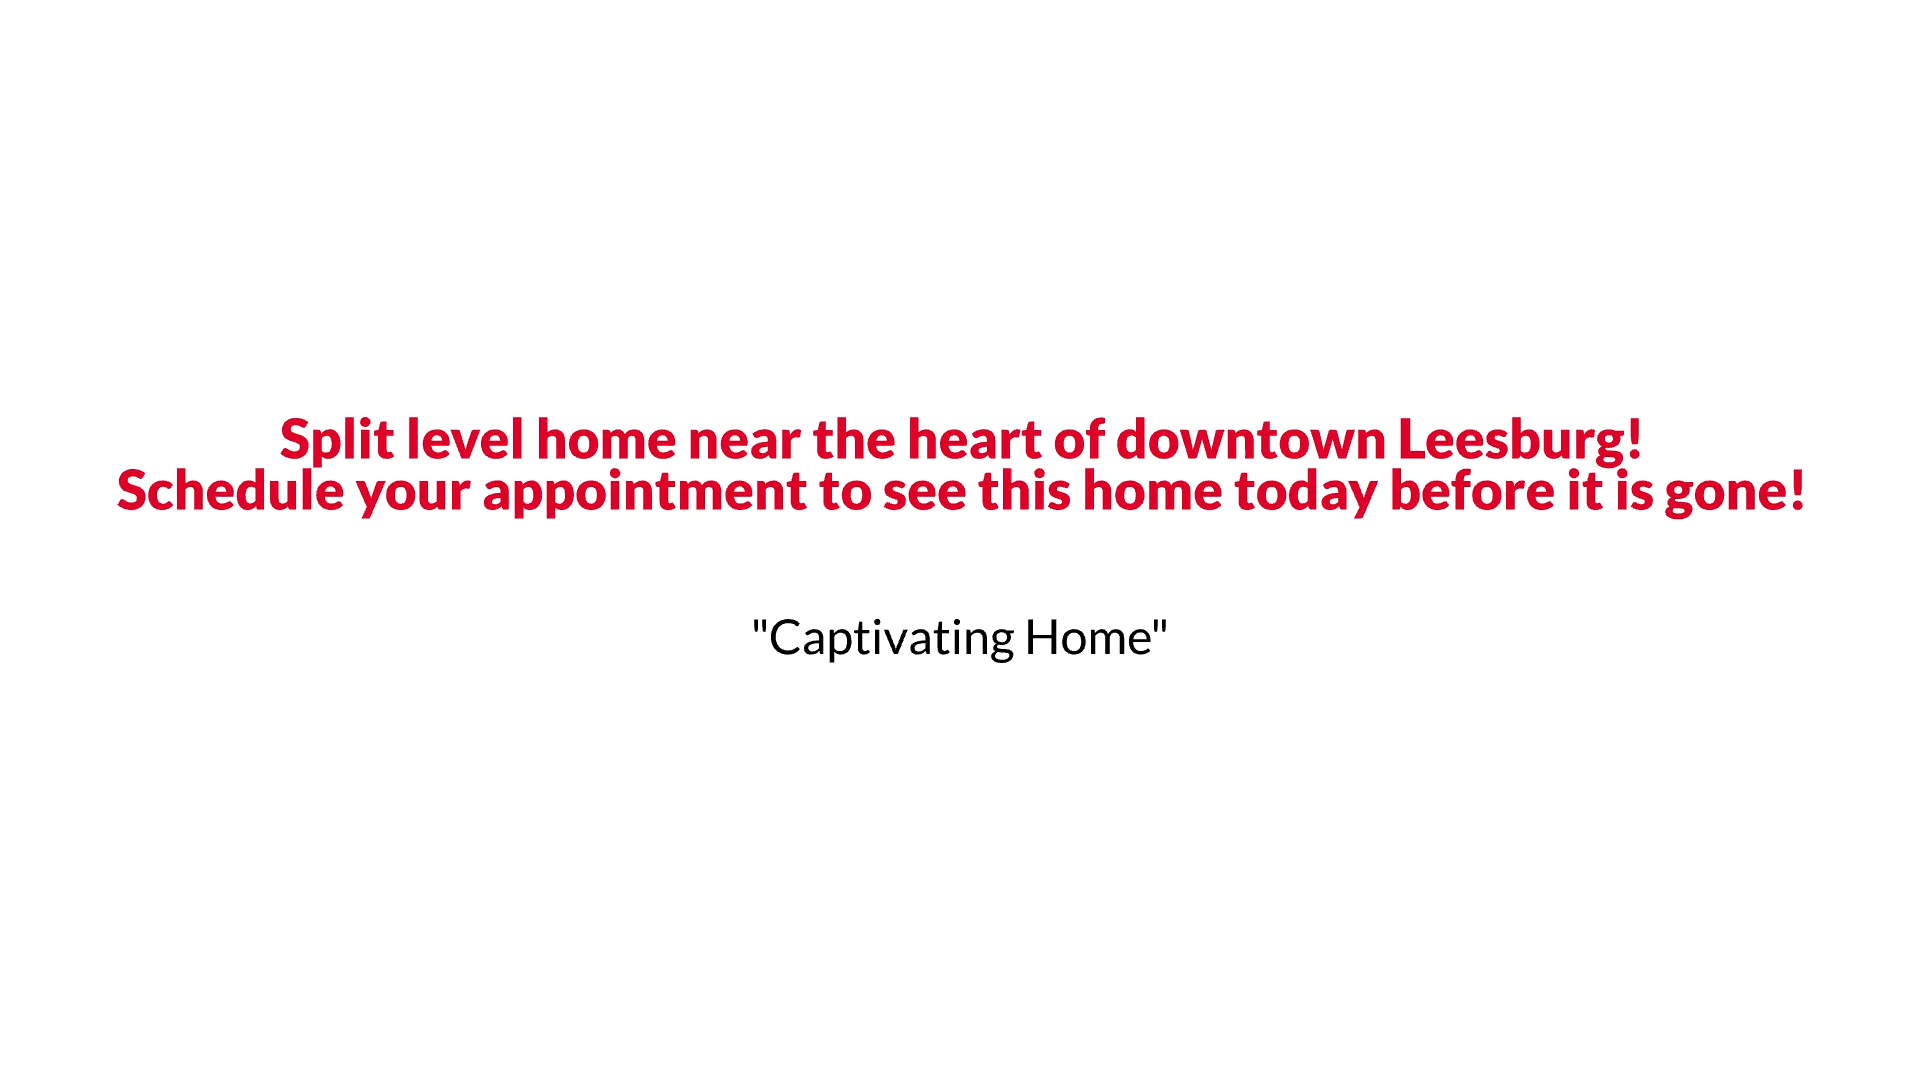 Split level home near the heart of downtown Leesburg!
Schedule your appointment to see this home today before it is gone!
"Captivating Home"